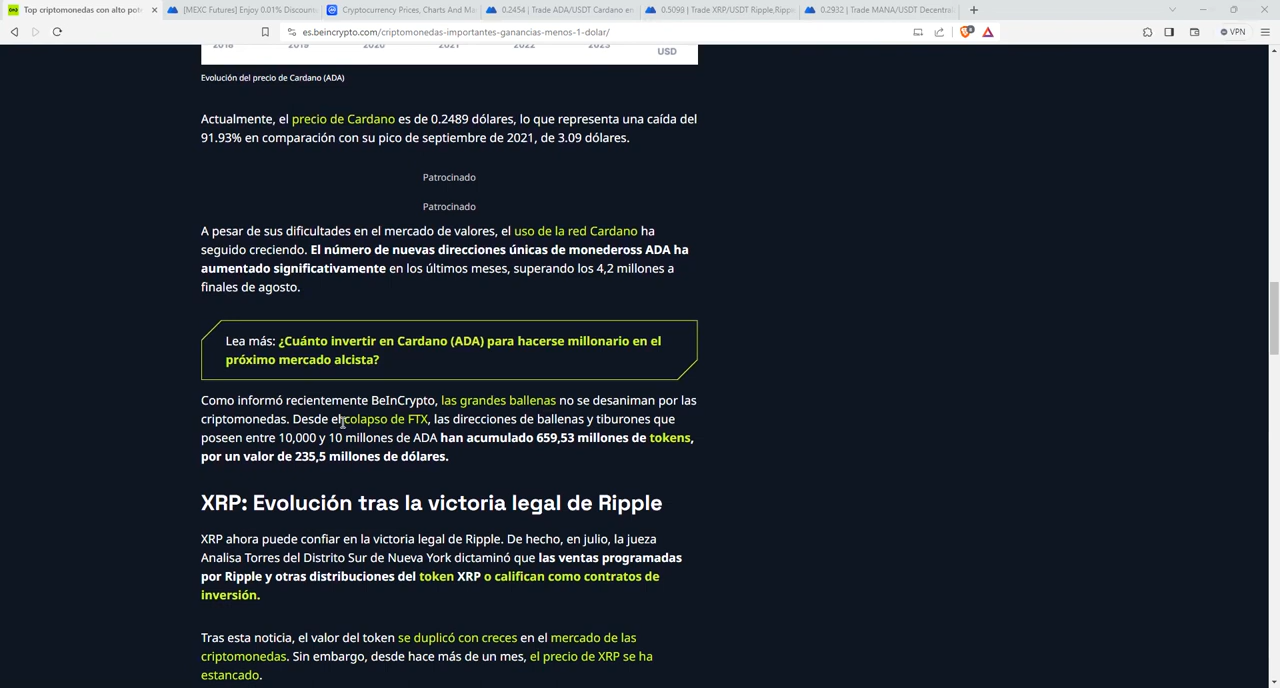 Top criptomonedas con alto pot
[MEXC Futures] Enjoy 0.01% Discount
Cryptocurrency Prices, Charts And Ma
0.2454 | Trade ADA/USDT Cardano en
0.5099 | Trade XRP/USDT Ripple,Ripple
0.2932 | Trade MANA/USDT Decentral
es.beincrypto.com/criptomonedas-importantes-ganancias-menos-1-dolar/
VPN
2018 2019 2020 2021 2022 2023
USD
Evolución del precio de Cardano (ADA)
Actualmente, el precio de Cardano es de 0.2489 dólares, lo que representa una caída del
91.93% en comparación con su pico de septiembre de 2021, de 3.09 dólares.
Patrocinado
Patrocinado
A pesar de sus dificultades en el mercado de valores, el uso de la red Cardano ha
seguido creciendo. El número de nuevas direcciones únicas de monedeross ADA ha
aumentado significativamente en los últimos meses, superando los 4,2 millones a
finales de agosto.
Lea más: ¿Cuánto invertir en Cardano (ADA) para hacerse millonario en el
próximo mercado alcista?
Como informó recientemente BeInCrypto, las grandes ballenas no se desaniman por las
criptomonedas. Desde el colapso de FTX, las direcciones de ballenas y tiburones que
poseen entre 10,000 y 10 millones de ADA han acumulado 659,53 millones de tokens,
por un valor de 235,5 millones de dólares.
XRP: Evolución tras la victoria legal de Ripple
XRP ahora puede confiar en la victoria legal de Ripple. De hecho, en julio, la jueza
Analisa Torres del Distrito Sur de Nueva York dictaminó que las ventas programadas
por Ripple y otras distribuciones del token XRP o califican como contratos de
inversión.
Tras esta noticia, el valor del token se duplicó con creces en el mercado de las
criptomonedas. Sin embargo, desde hace más de un mes, el precio de XRP se ha
estancado.